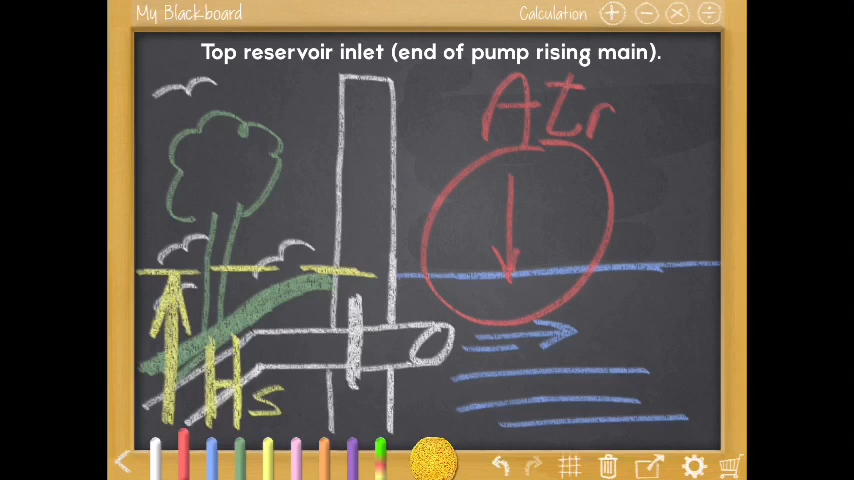 My Blackboard
Calculation + − × ÷
Top reservoir inlet (end of pump rising main).
Atr
Hs